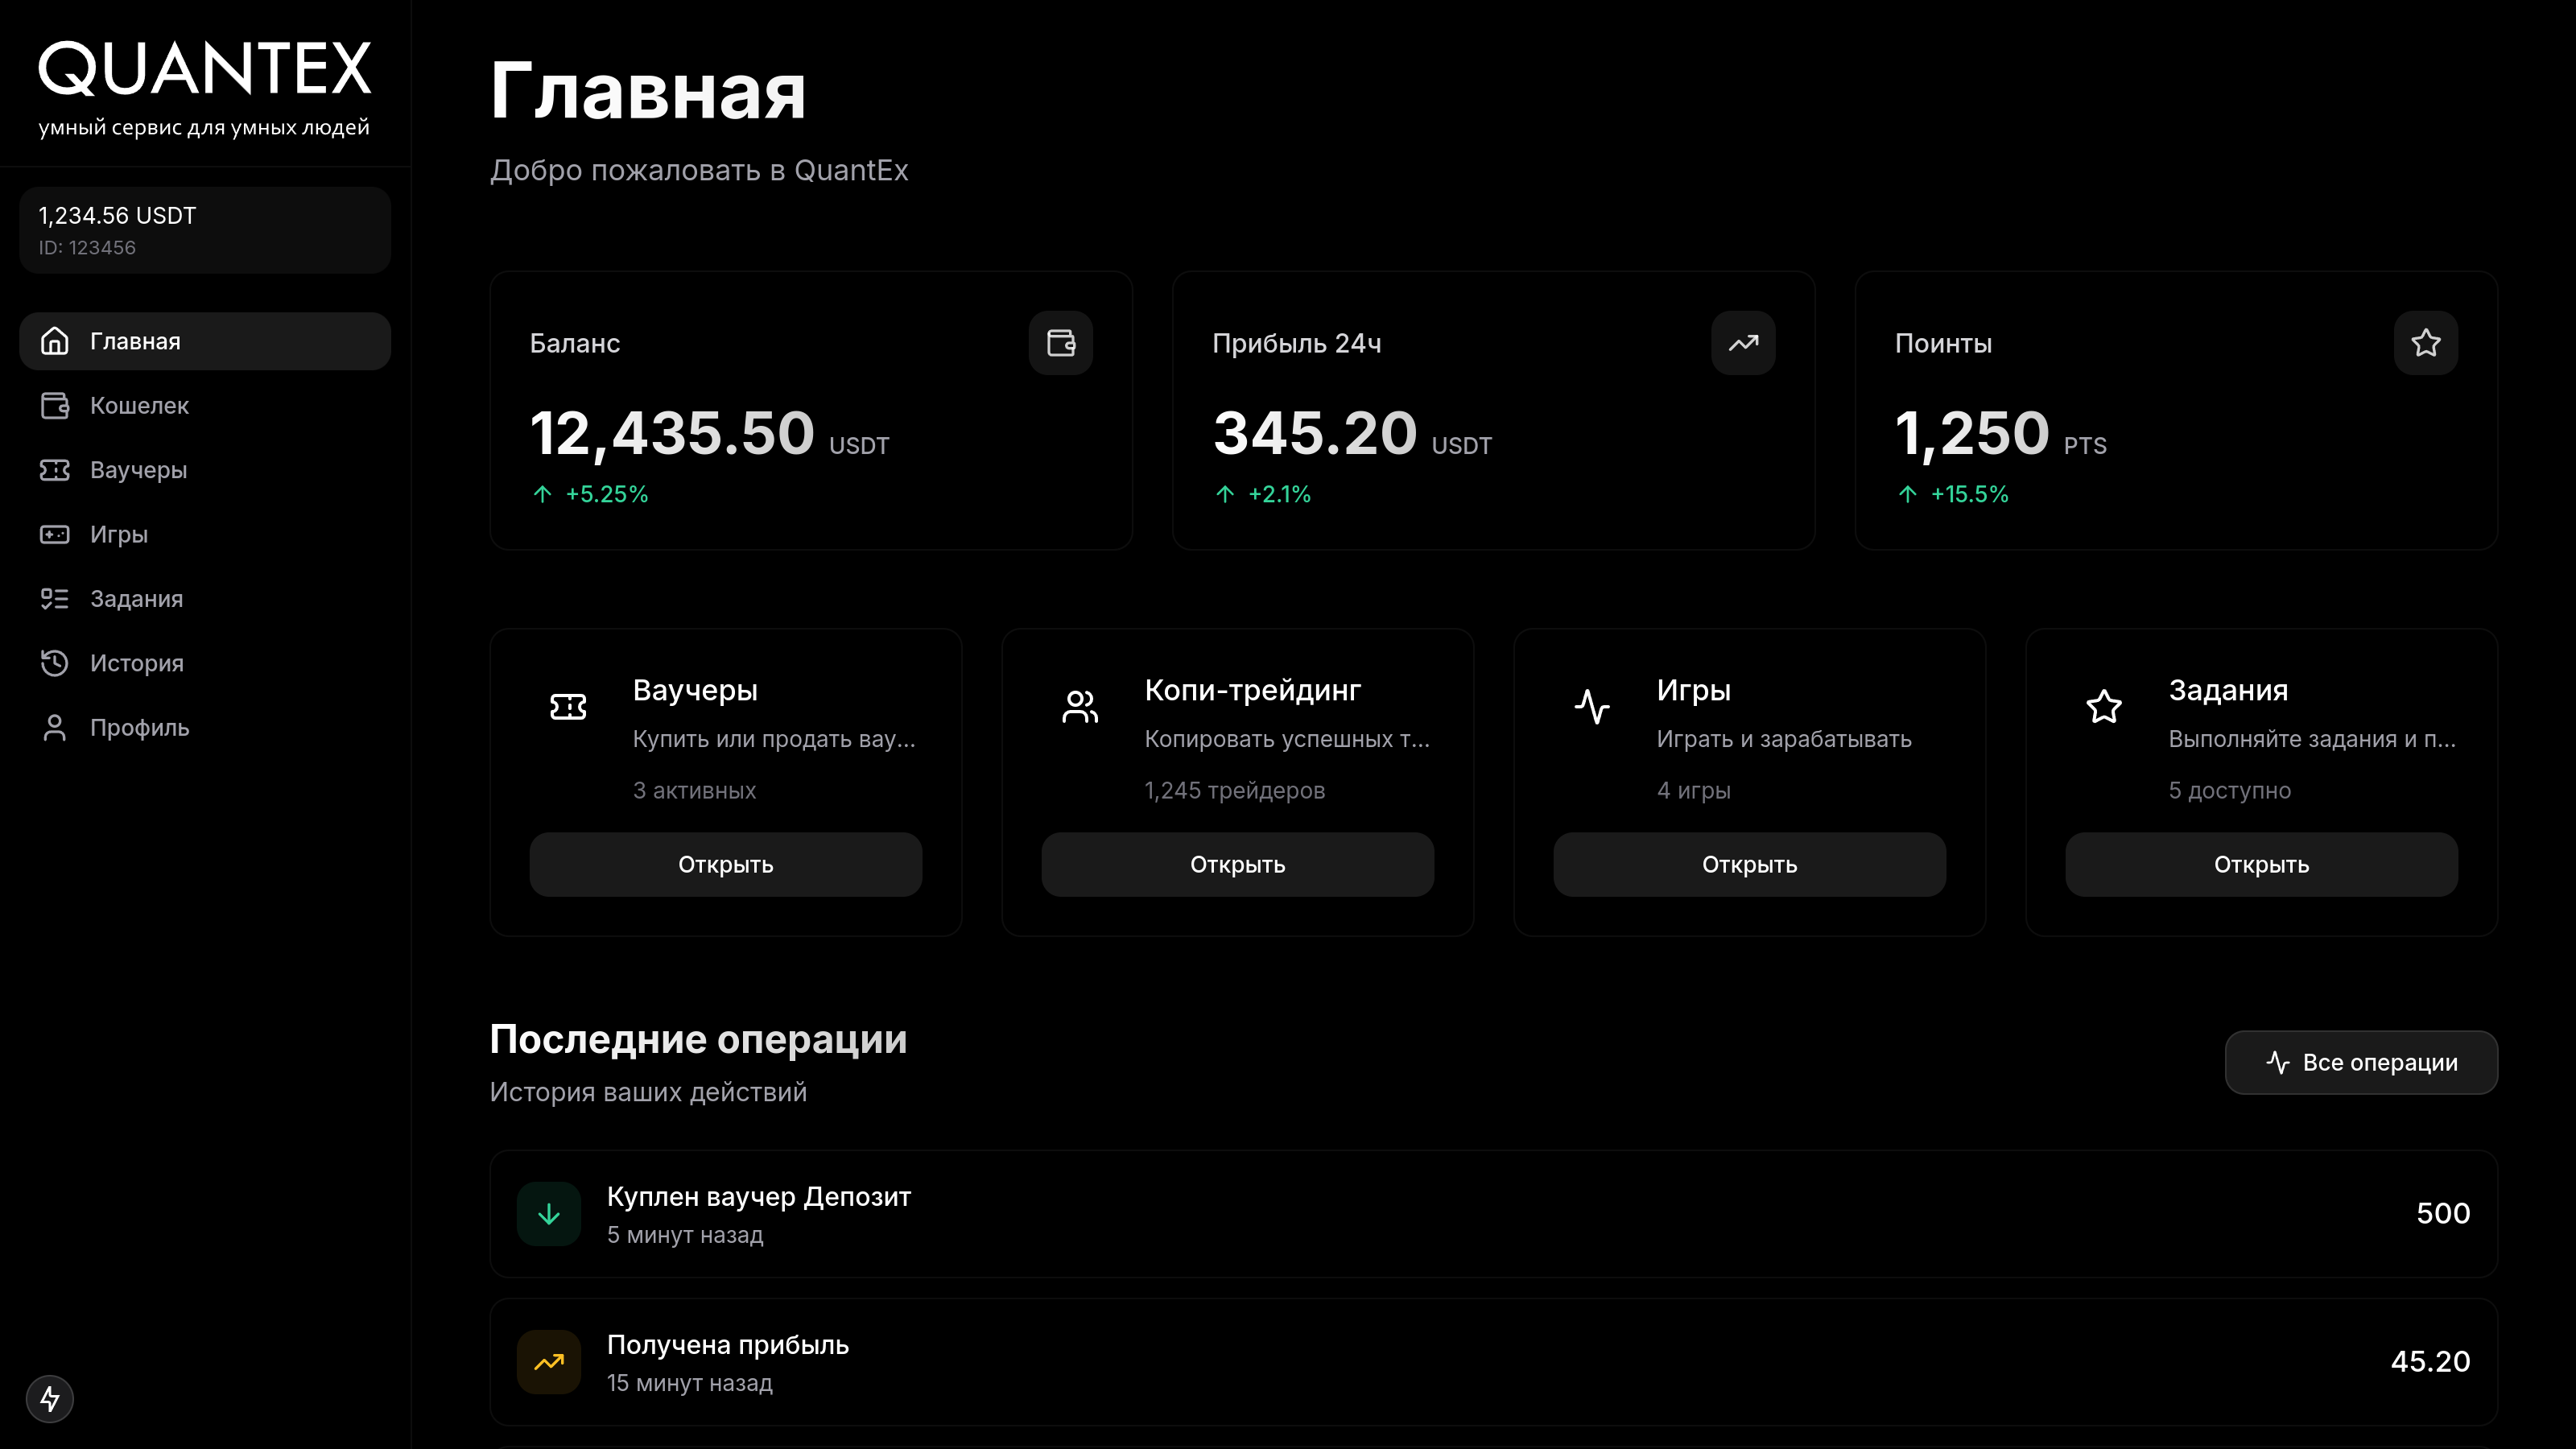 QUANTEX
умный сервис для умных людей
1,234.56 USDT
ID: 123456
Главная
Кошелек
Ваучеры
Игры
Задания
История
Профиль
Главная
Добро пожаловать в QuantEx
Баланс
12,435.50 USDT
+5.25%
Прибыль 24ч
345.20 USDT
+2.1%
Поинты
1,250 PTS
+15.5%
Ваучеры
Купить или продать вау...
3 активных
Открыть
Копи-трейдинг
Копировать успешных т...
1,245 трейдеров
Открыть
Игры
Играть и зарабатывать
4 игры
Открыть
Задания
Выполняйте задания и п...
5 доступно
Открыть
Последние операции
История ваших действий
Все операции
Куплен ваучер Депозит
5 минут назад
500
Получена прибыль
15 минут назад
45.20